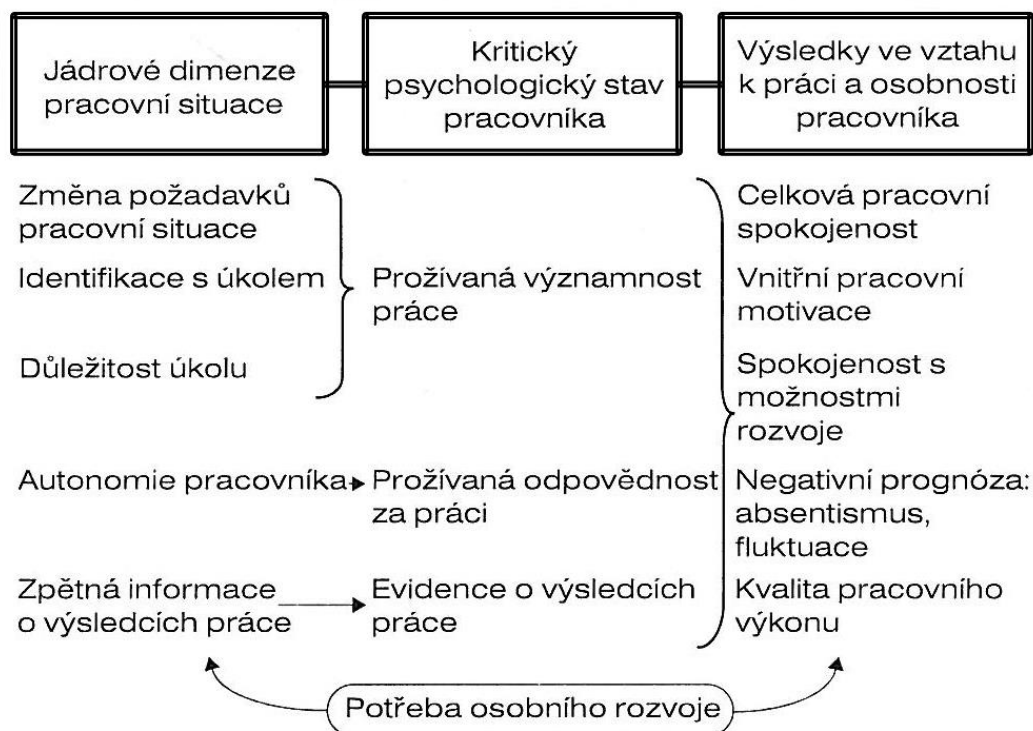 Jádrové dimenze
pracovní situace
Kritický
psychologický stav
pracovníka
Výsledky ve vztahu
k práci a osobnosti
pracovníka
Změna požadavků
pracovní situace
Identifikace s úkolem
Důležitost úkolu
Autonomie pracovníka
Zpětná informace
o výsledcích práce
Prožívaná významnost
práce
Prožívaná odpovědnost
za práci
Evidence o výsledcích
práce
Celková pracovní
spokojenost
Vnitřní pracovní
motivace
Spokojenost s
možnostmi
rozvoje
Negativní prognóza:
absentismus,
fluktuace
Kvalita pracovního
výkonu
Potřeba osobního rozvoje